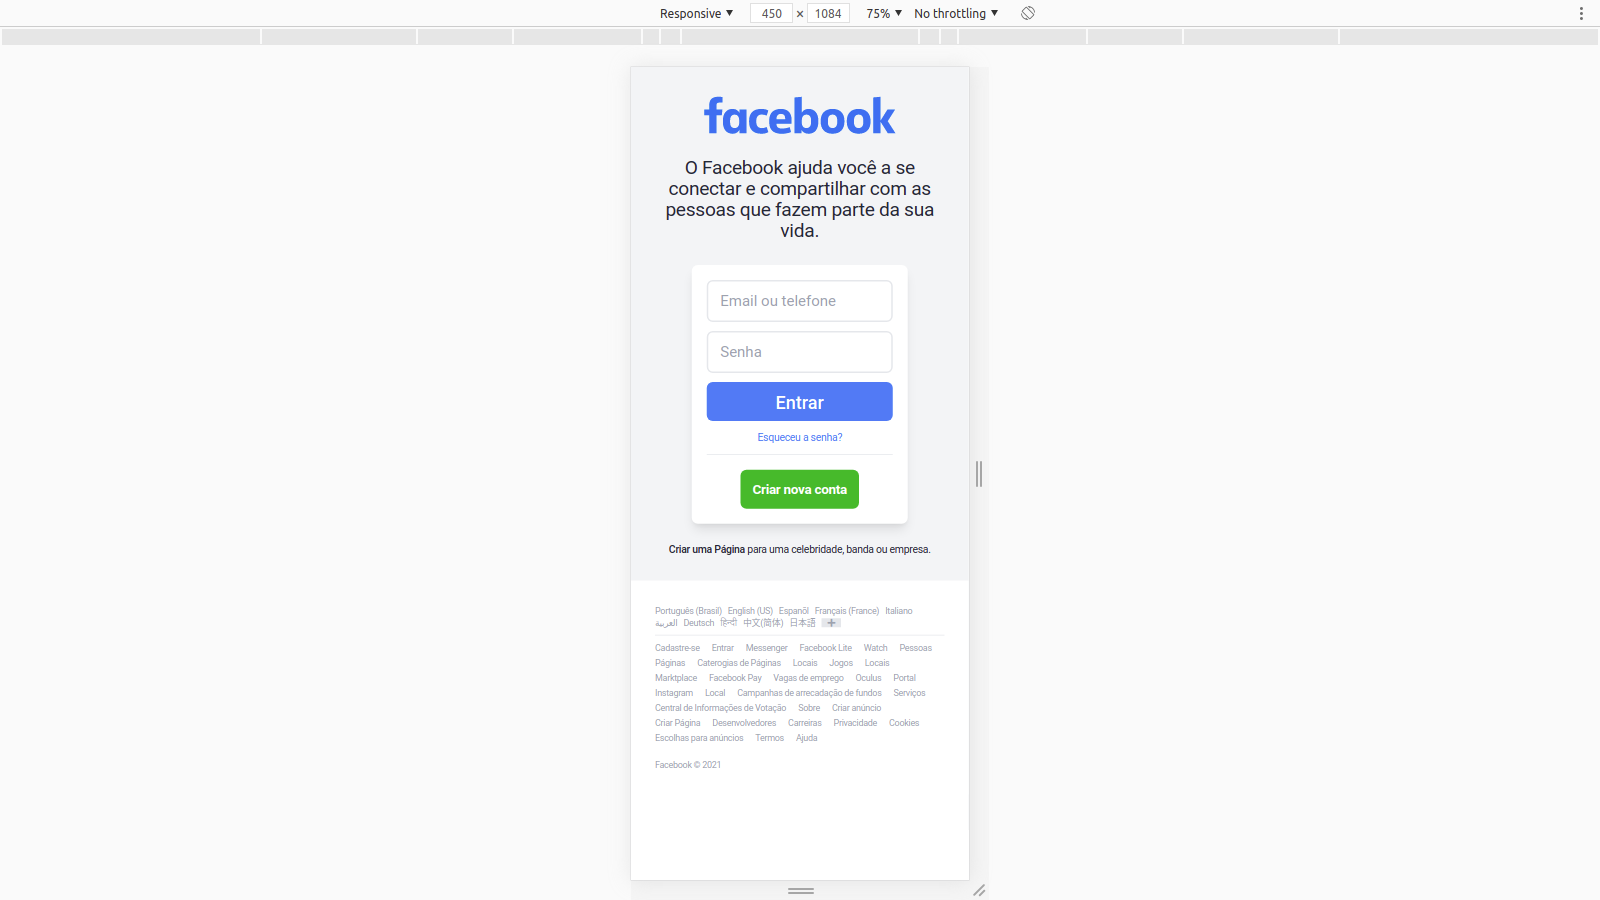 Responsive 450 × 1084 75% No throttling
facebook
O Facebook ajuda você a se
conectar e compartilhar com as
pessoas que fazem parte da sua
vida.
Email ou telefone
Senha
Entrar
Esqueceu a senha?
Criar nova conta
Criar uma Página para uma celebridade, banda ou empresa.
Português (Brasil) English (US) Espanõl Français (France) Italiano
العربية Deutsch हिन्दी 中文(简体) 日本語 +
Cadastre-se Entrar Messenger Facebook Lite Watch Pessoas
Páginas Caterogias de Páginas Locais Jogos Locais
Marktplace Facebook Pay Vagas de emprego Oculus Portal
Instagram Local Campanhas de arrecadação de fundos Serviços
Central de Informações de Votação Sobre Criar anúncio
Criar Página Desenvolvedores Carreiras Privacidade Cookies
Escolhas para anúncios Termos Ajuda
Facebook © 2021